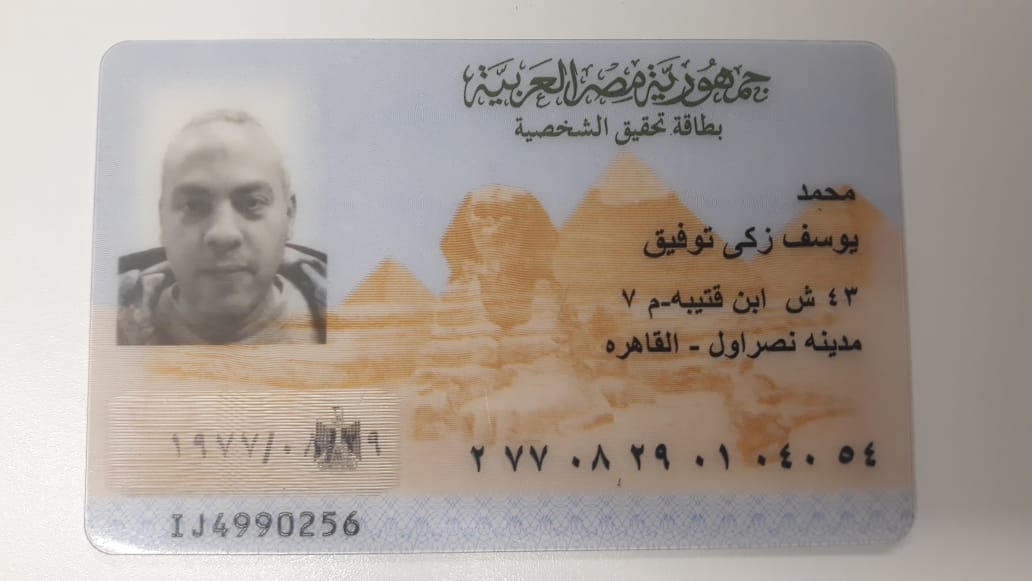 جمهورية مصر العربية
بطاقة تحقيق الشخصية
محمد
يوسف زكى توفيق
٤٣ ش ابن قتيبه-م ٧
مدينه نصراول - القاهره
٢ ٧٧ ٠٨ ٢٩ ٠١ ٠٤٠ ٥٤
١٩٧٧/٠٨/٢٩
IJ4990256